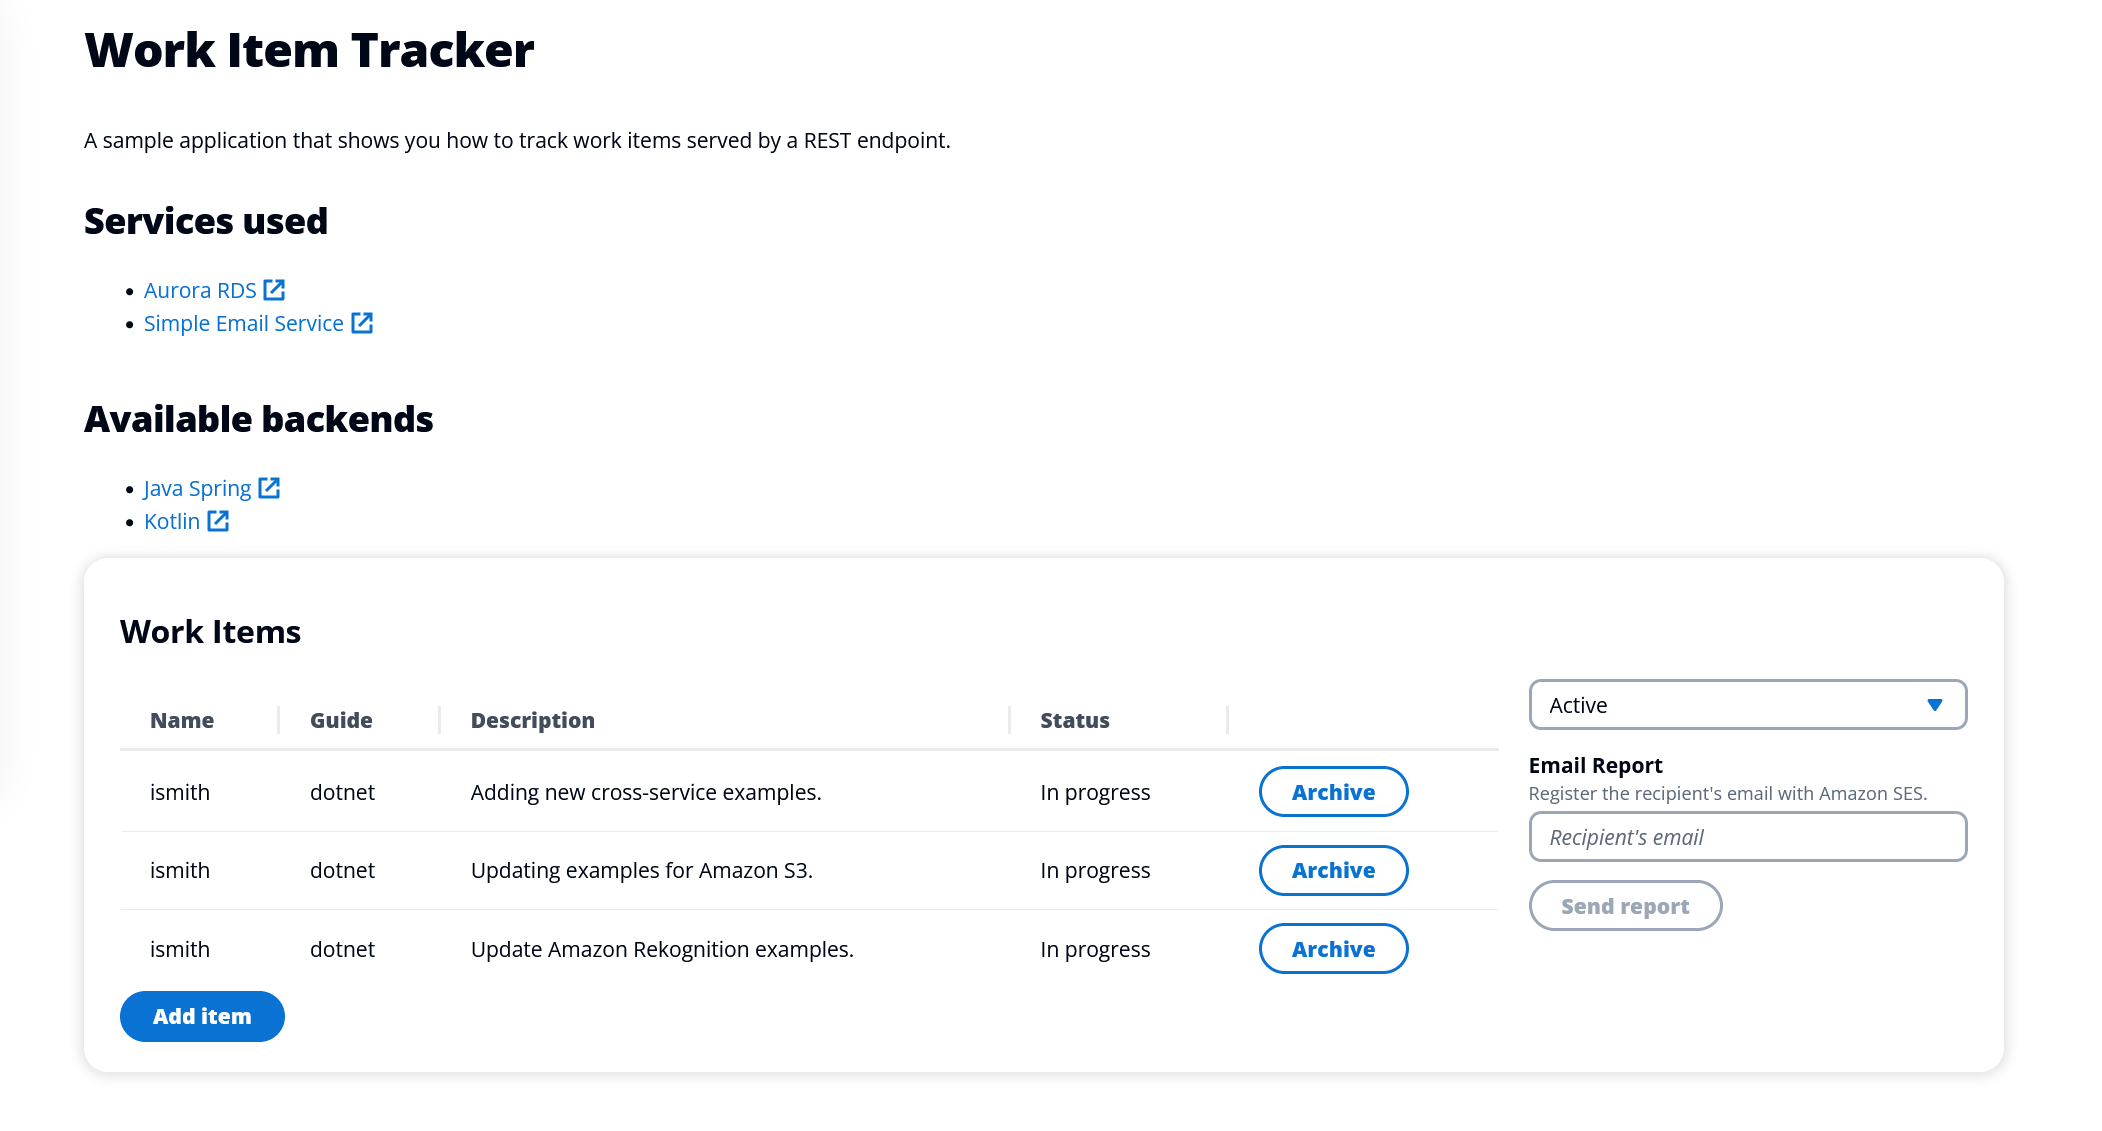 Work Item Tracker
A sample application that shows you how to track work items served by a REST endpoint.
Services used
Aurora RDS
Simple Email Service
Available backends
Java Spring
Kotlin
Work Items
Name Guide Description Status
ismith dotnet Adding new cross-service examples. In progress Archive
ismith dotnet Updating examples for Amazon S3. In progress Archive
ismith dotnet Update Amazon Rekognition examples. In progress Archive
Add item
Active
Email Report
Register the recipient's email with Amazon SES.
Recipient's email
Send report